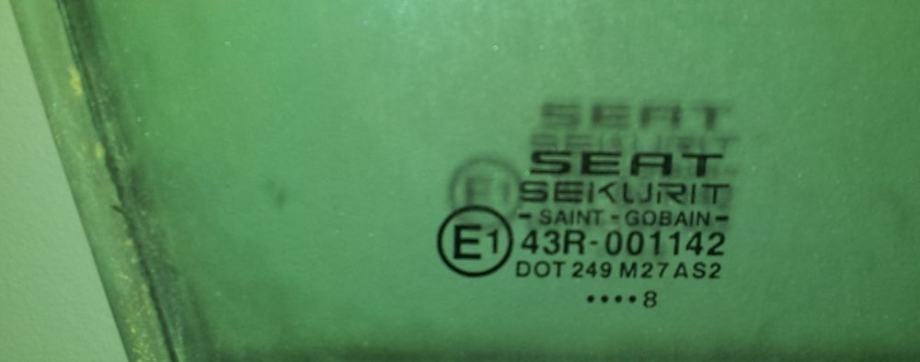 SEAT
SEKURIT
- SAINT - GOBAIN -
E1 43R-001142
DOT 249 M27 AS2
•••• 8